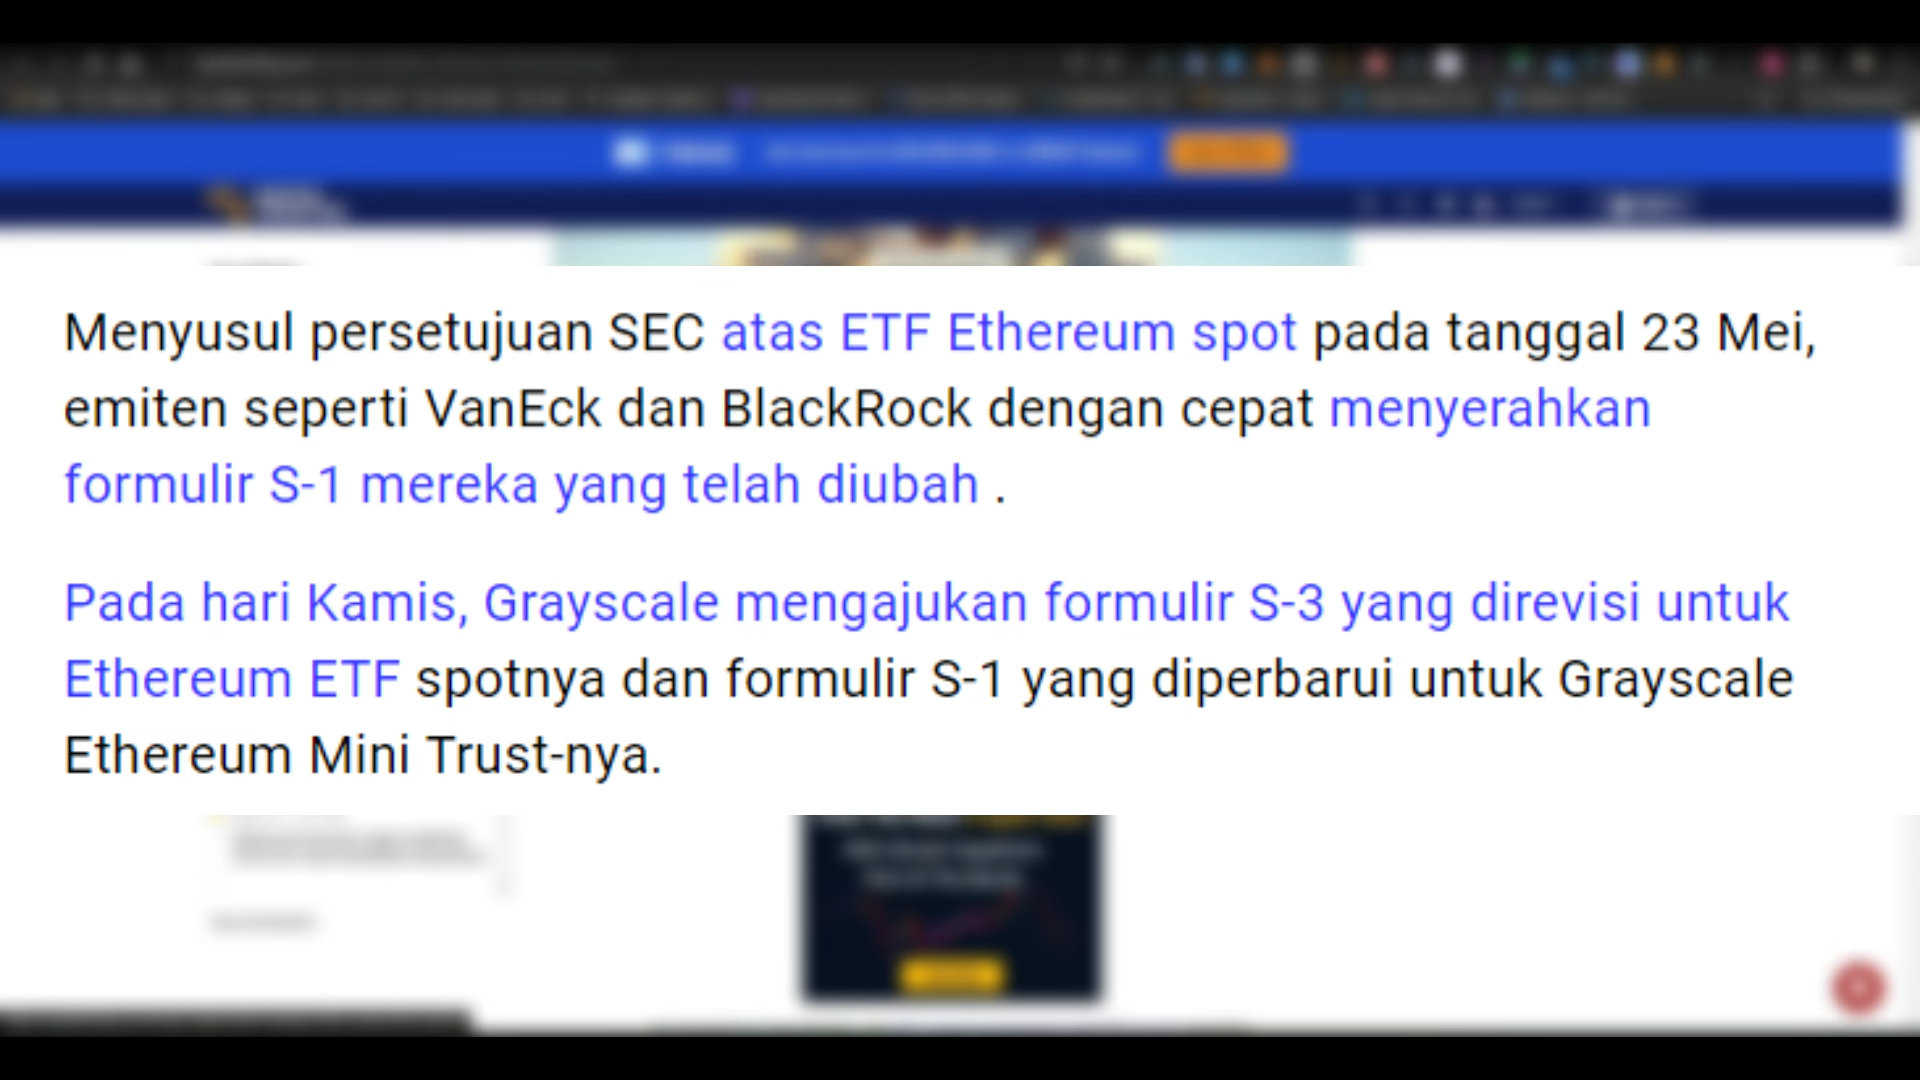 Menyusul persetujuan SEC atas ETF Ethereum spot pada tanggal 23 Mei,
emiten seperti VanEck dan BlackRock dengan cepat menyerahkan
formulir S-1 mereka yang telah diubah .
Pada hari Kamis, Grayscale mengajukan formulir S-3 yang direvisi untuk
Ethereum ETF spotnya dan formulir S-1 yang diperbarui untuk Grayscale
Ethereum Mini Trust-nya.